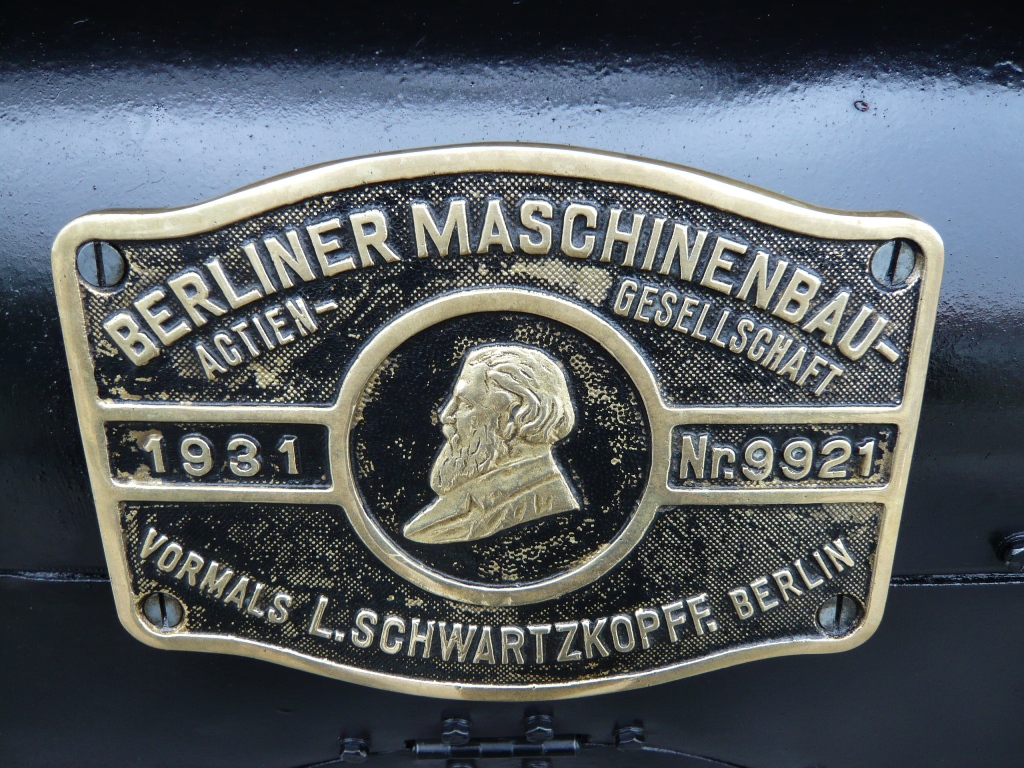 BERLINER MASCHINENBAU-
ACTIEN- GESELLSCHAFT
1931
Nr. 9921
VORMALS L. SCHWARTZKOPFF, BERLIN